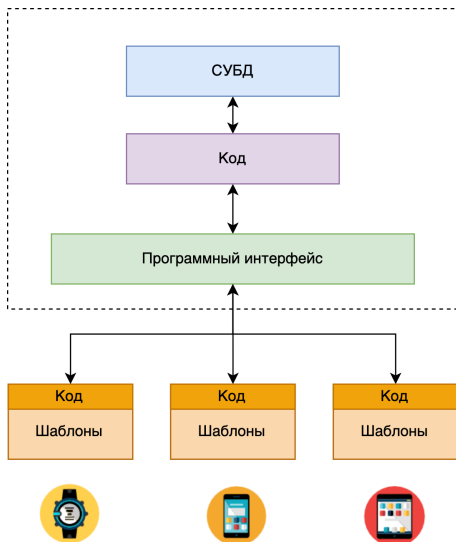 СУБД
Код
Программный интерфейс
Код
Шаблоны
Код
Шаблоны
Код
Шаблоны